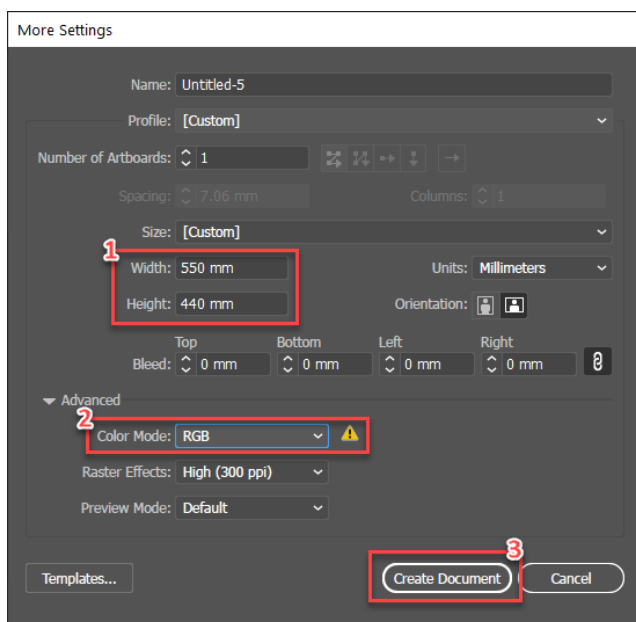 More Settings
Name: Untitled-5
Profile: [Custom]
Number of Artboards: 1
Spacing: 7.06 mm Columns: 1
Size: [Custom]
1
Width: 550 mm Units: Millimeters
Height: 440 mm Orientation:
Top Bottom Left Right
Bleed: 0 mm 0 mm 0 mm 0 mm
Advanced
2
Color Mode: RGB
Raster Effects: High (300 ppi)
Preview Mode: Default
3
Templates... Create Document Cancel